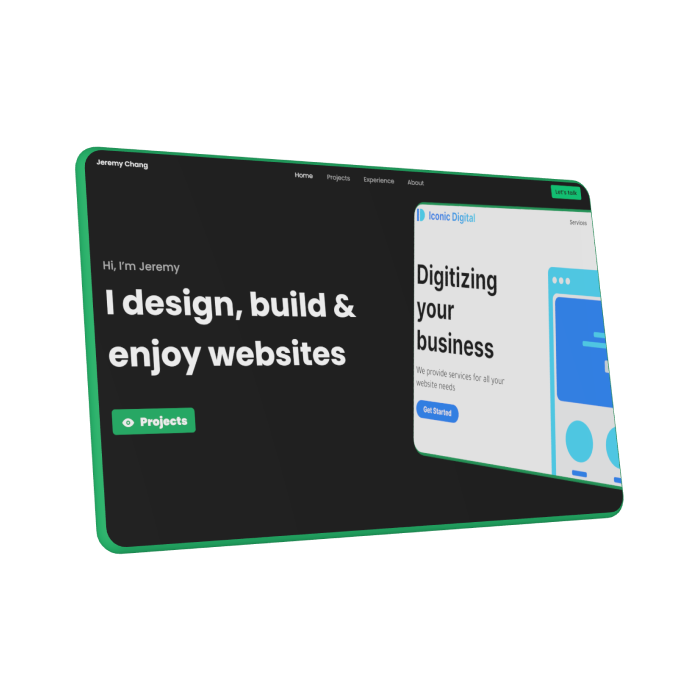 Jeremy Chang
Home Projects Experience About
Let's talk
Hi, I'm Jeremy
I design, build &
enjoy websites
Projects
Iconic Digital
Services
Digitizing
your
business
We provide services for all your
website needs
Get Started